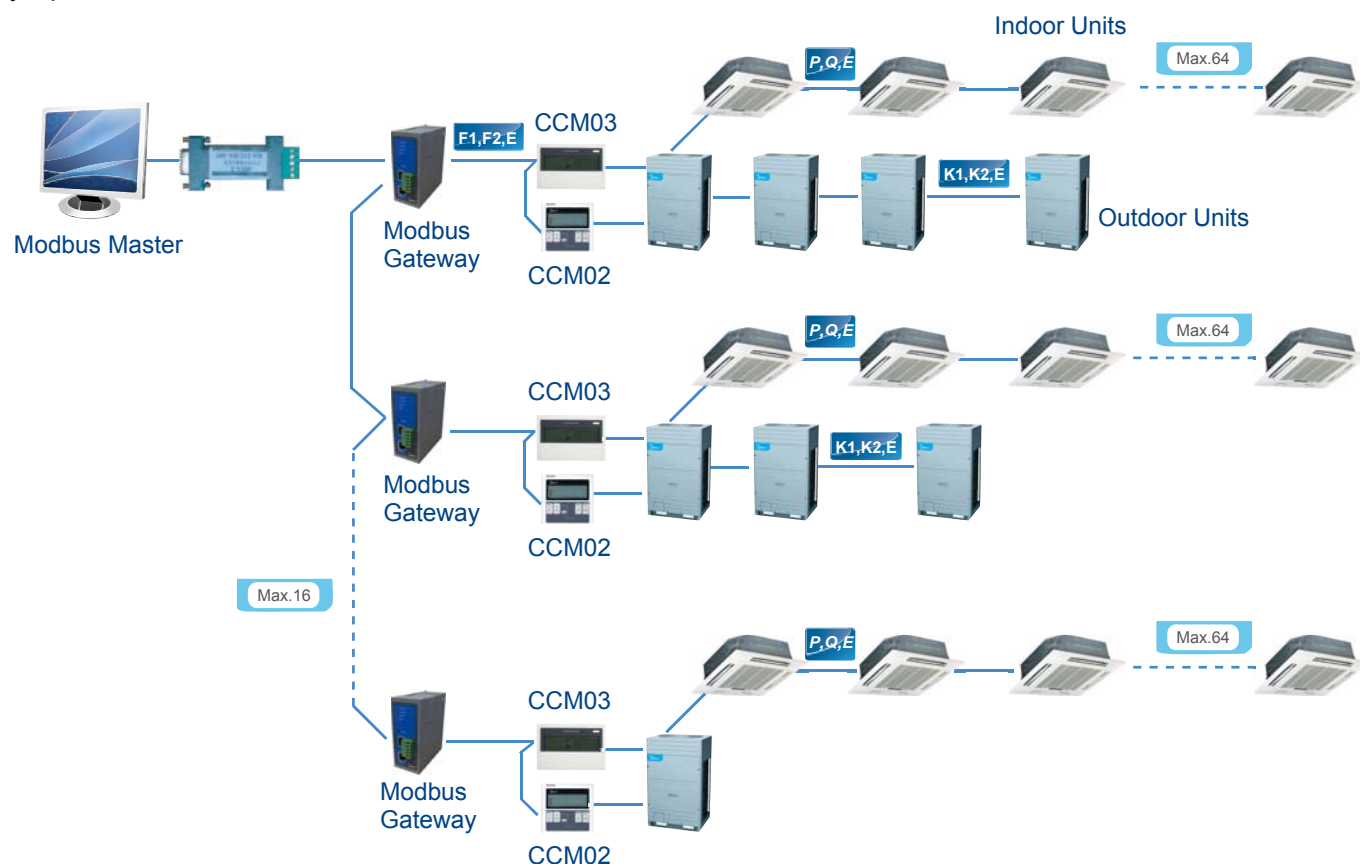 Indoor Units
P,Q,E
Max.64
CCM03
F1,F2,E
K1,K2,E
Modbus Master
Modbus
Gateway
CCM02
Outdoor Units
P,Q,E
Max.64
CCM03
K1,K2,E
Modbus
Gateway
CCM02
Max.16
P,Q,E
Max.64
CCM03
Modbus
Gateway
CCM02